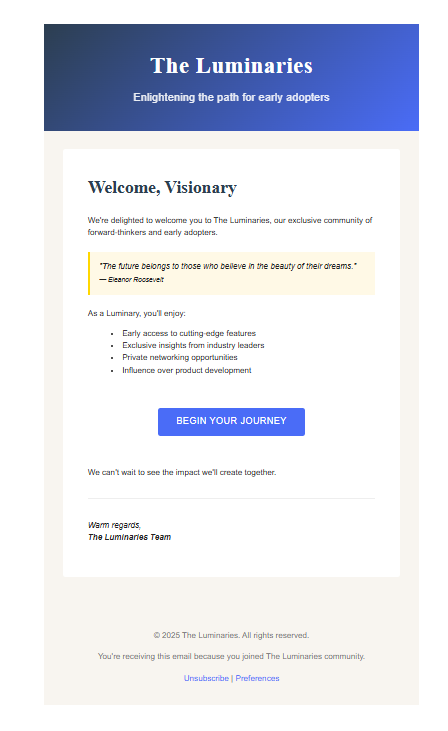 The Luminaries
Enlightening the path for early adopters
Welcome, Visionary
We're delighted to welcome you to The Luminaries, our exclusive community of
forward-thinkers and early adopters.
"The future belongs to those who believe in the beauty of their dreams."
— Eleanor Roosevelt
As a Luminary, you'll enjoy:
• Early access to cutting-edge features
• Exclusive insights from industry leaders
• Private networking opportunities
• Influence over product development
BEGIN YOUR JOURNEY
We can't wait to see the impact we'll create together.
Warm regards,
The Luminaries Team
© 2025 The Luminaries. All rights reserved.
You're receiving this email because you joined The Luminaries community.
Unsubscribe | Preferences